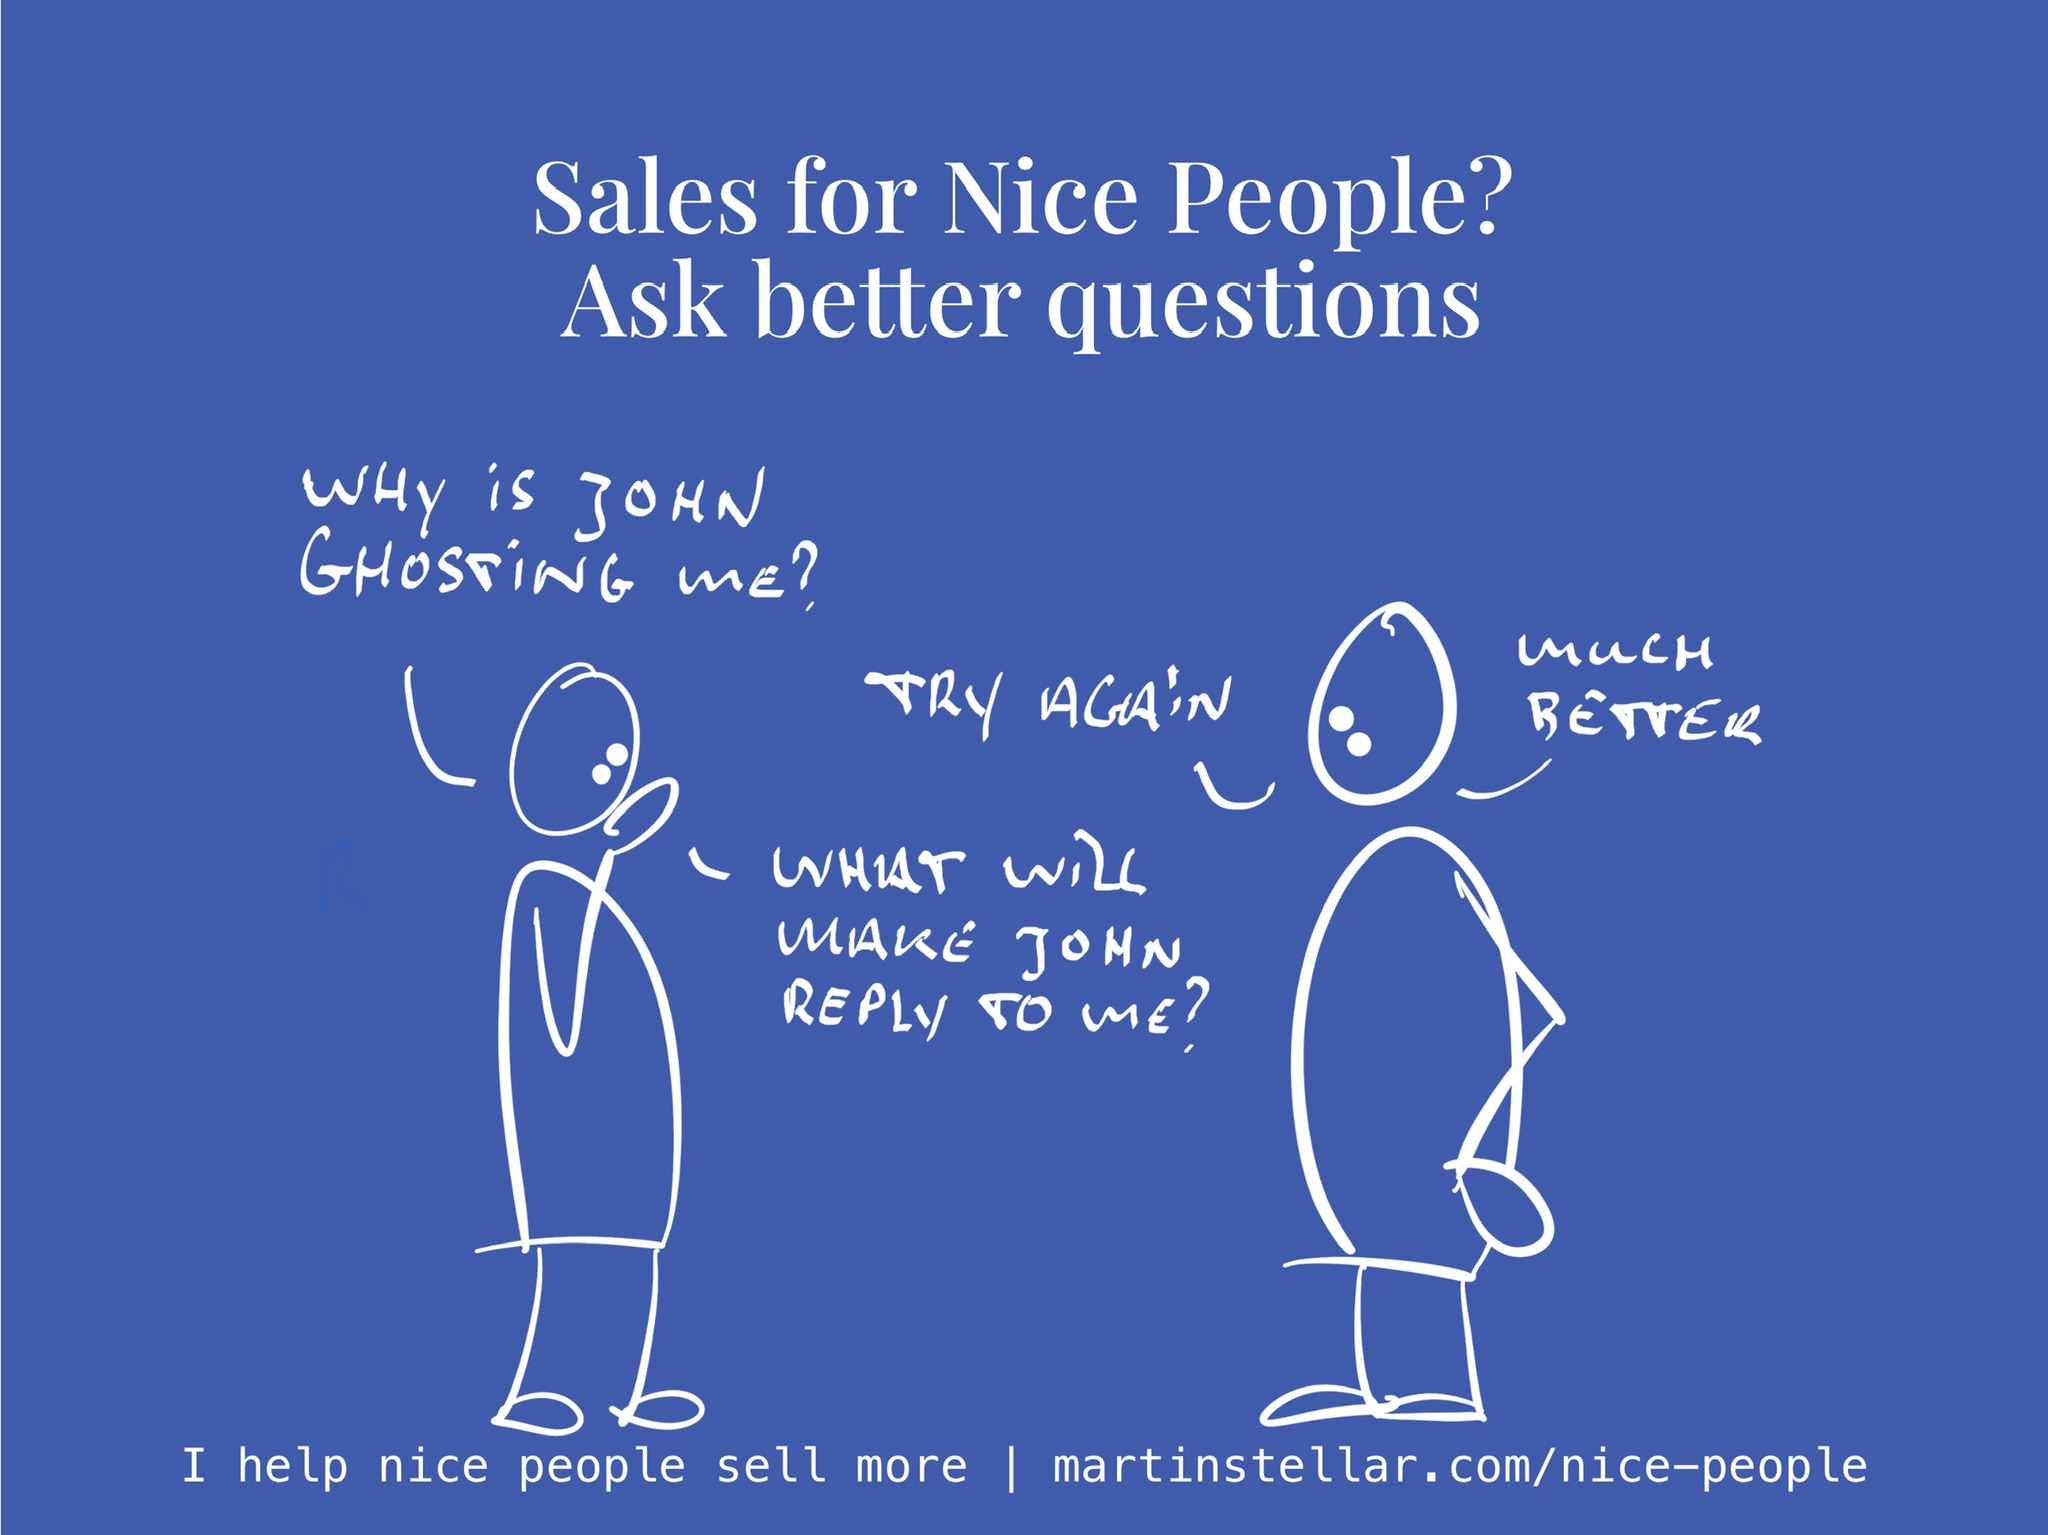 Sales for Nice People?
Ask better questions
WHY iS JOHN
GHOSTiNG ME?
TRY AGAiN
MUCH
BETTER
WHAT WiLL
MAKE JOHN
REPLY TO ME?
R
I help nice people sell more | martinstellar.com/nice-people